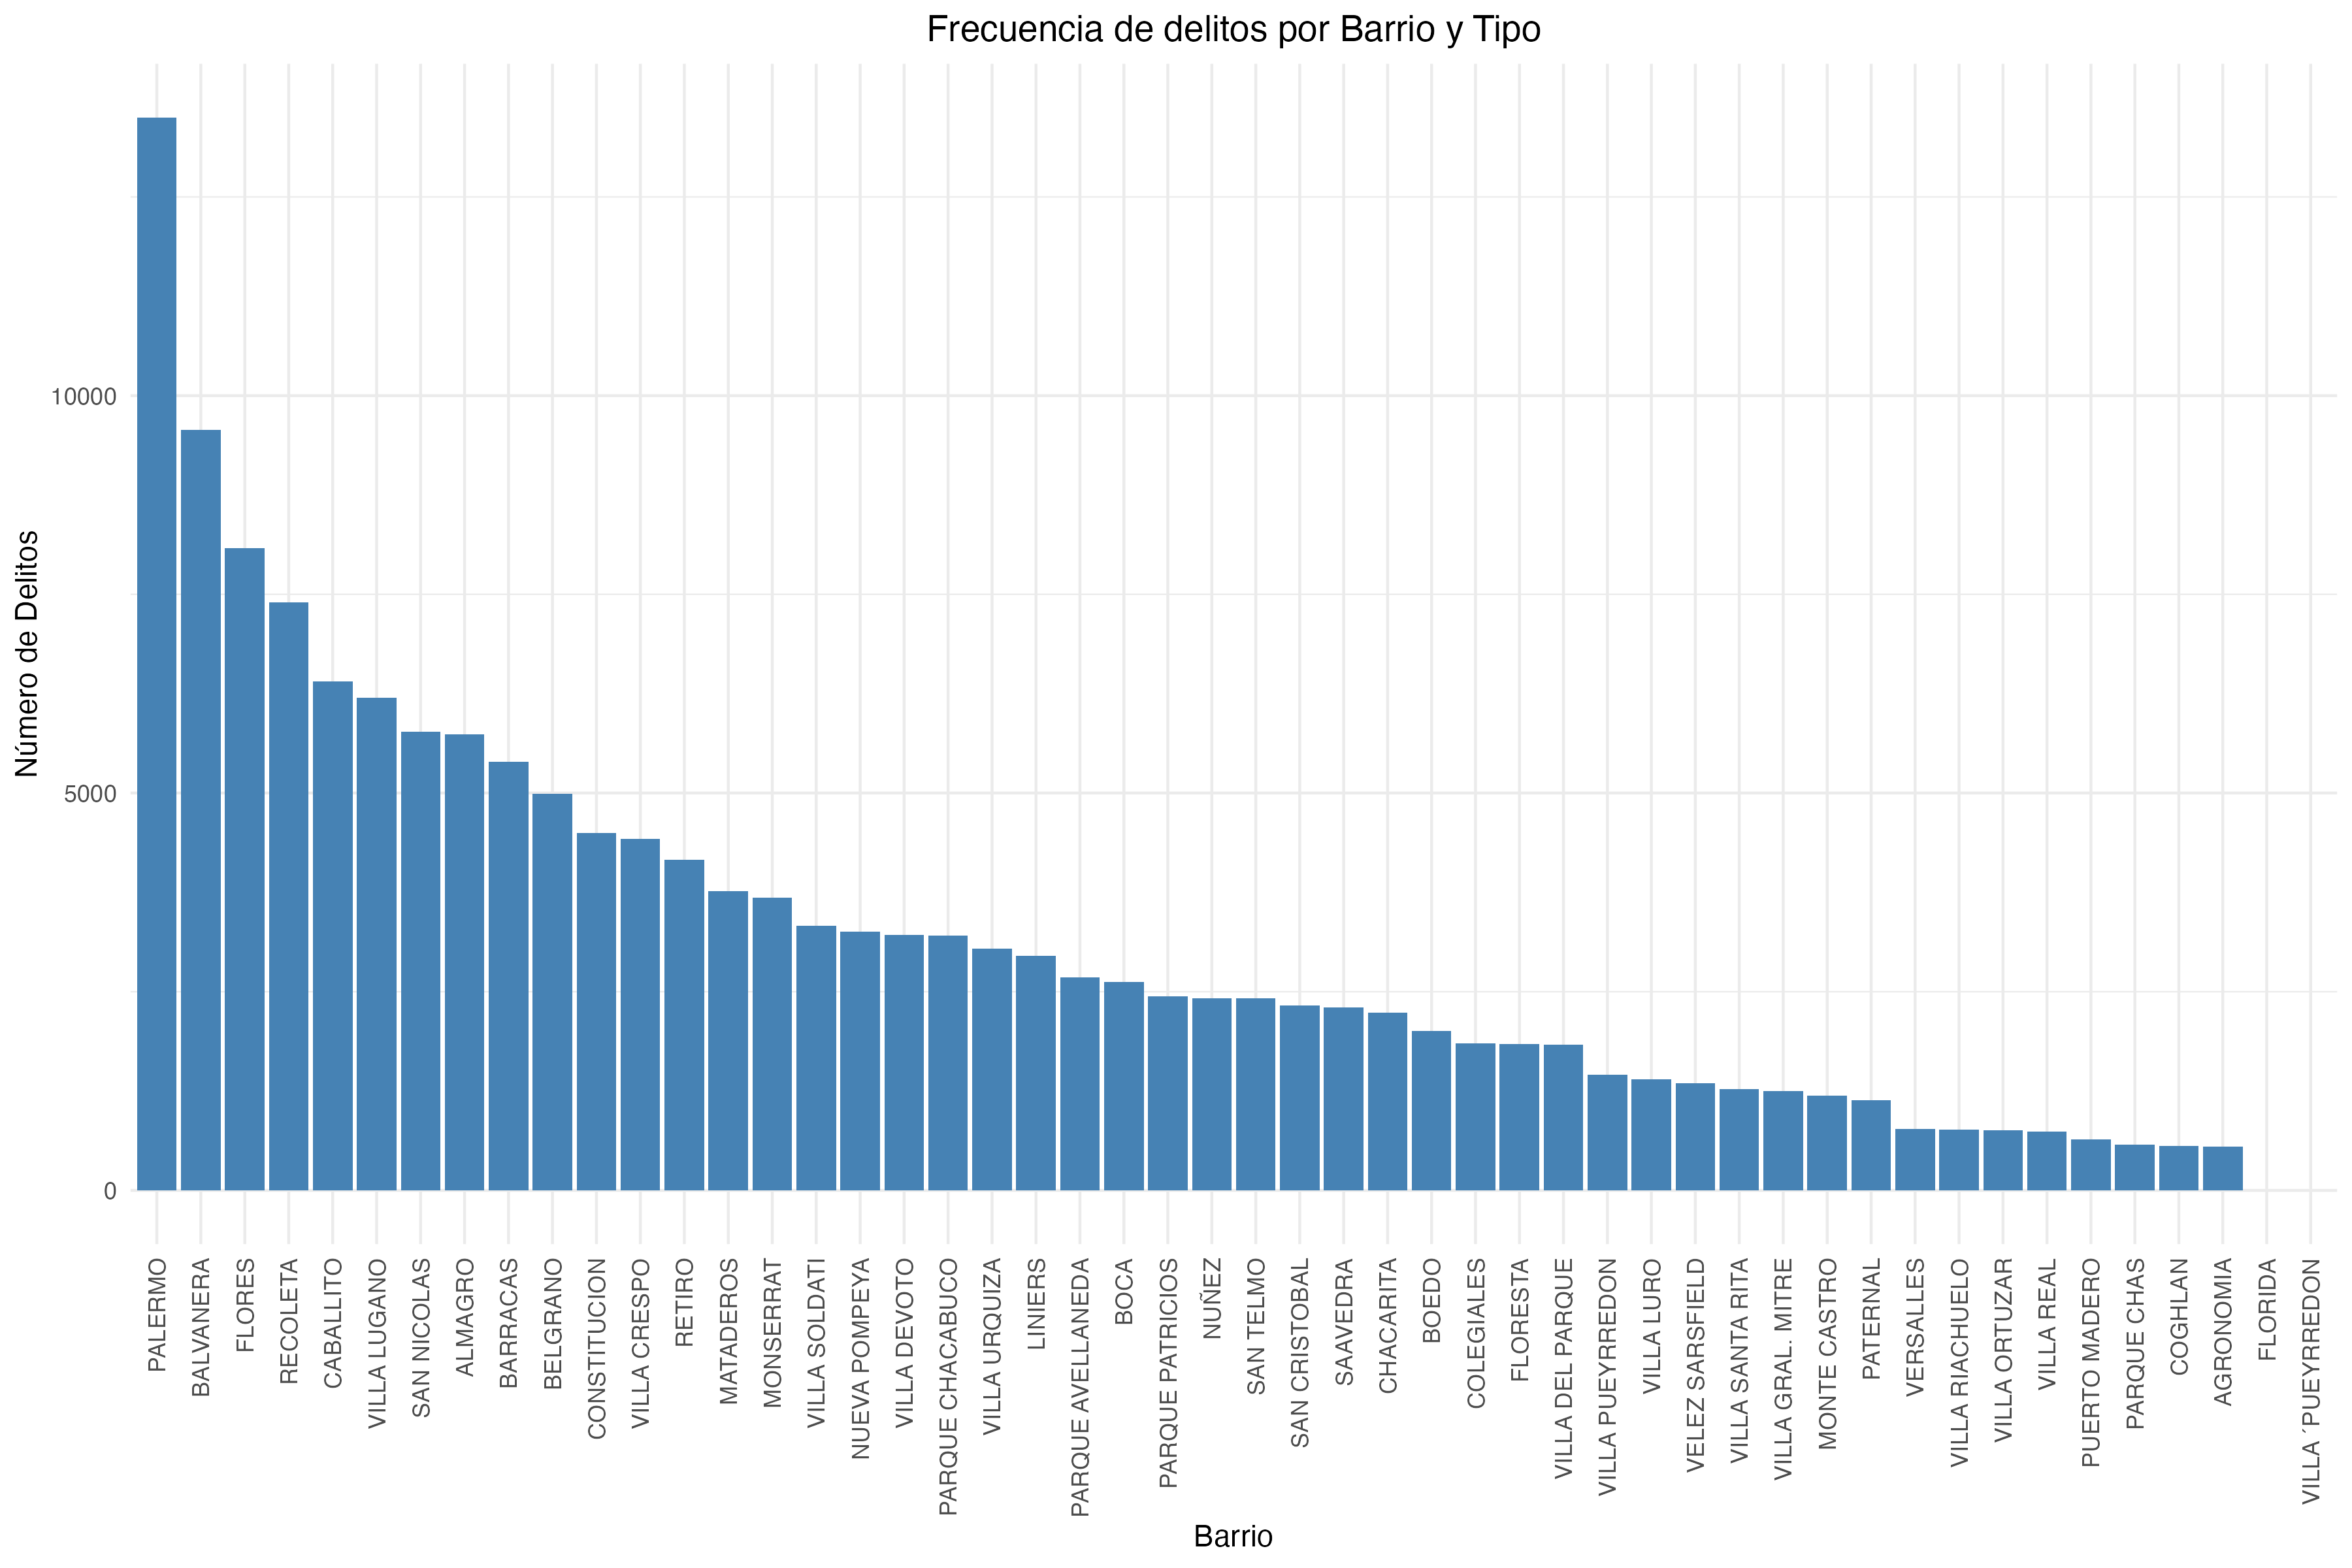 Frecuencia de delitos por Barrio y Tipo
Número de Delitos
10000
5000
0
PALERMO
BALVANERA
FLORES
RECOLETA
CABALLITO
VILLA LUGANO
SAN NICOLAS
ALMAGRO
BARRACAS
BELGRANO
CONSTITUCION
VILLA CRESPO
RETIRO
MATADEROS
MONSERRAT
VILLA SOLDATI
NUEVA POMPEYA
VILLA DEVOTO
PARQUE CHACABUCO
VILLA URQUIZA
LINIERS
PARQUE AVELLANEDA
BOCA
PARQUE PATRICIOS
NUÑEZ
SAN TELMO
SAN CRISTOBAL
SAAVEDRA
CHACARITA
BOEDO
COLEGIALES
FLORESTA
VILLA DEL PARQUE
VILLA PUEYRREDON
VILLA LURO
VELEZ SARSFIELD
VILLA SANTA RITA
VILLA GRAL. MITRE
MONTE CASTRO
PATERNAL
VERSALLES
VILLA RIACHUELO
VILLA ORTUZAR
VILLA REAL
PUERTO MADERO
PARQUE CHAS
COGHLAN
AGRONOMIA
FLORIDA
VILLA ´PUEYRREDON
Barrio